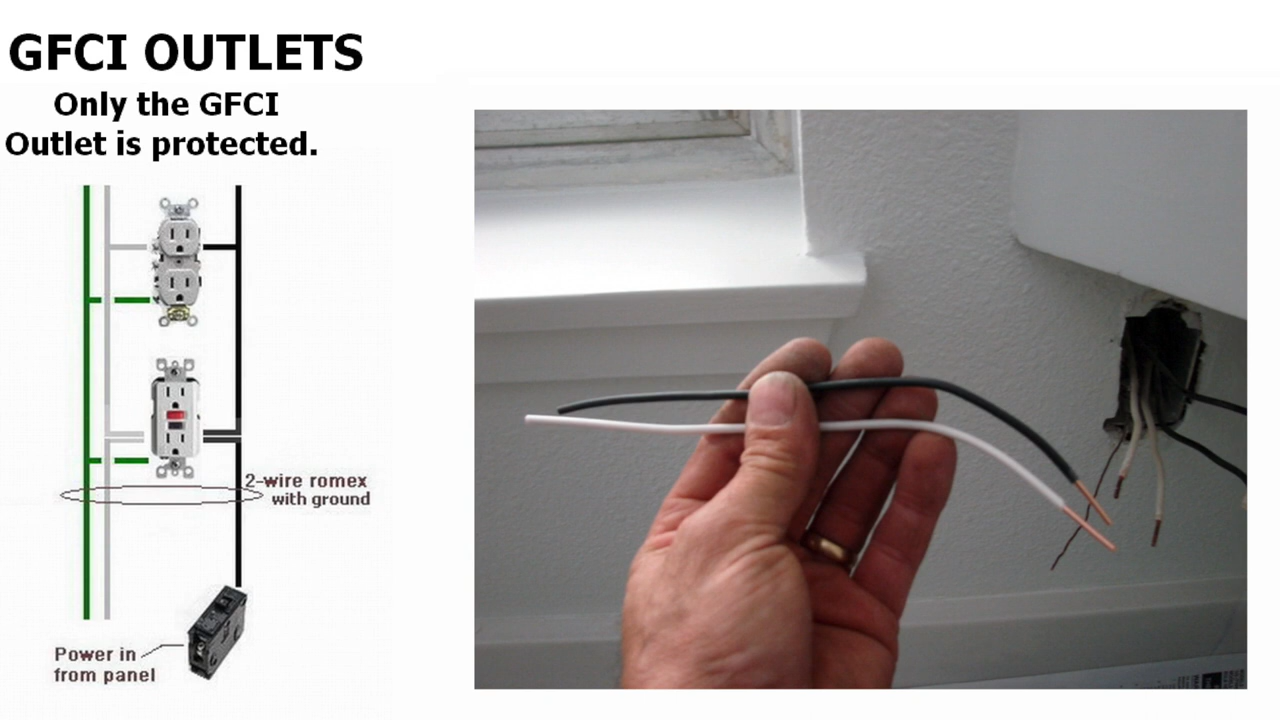 GFCI OUTLETS
Only the GFCI
Outlet is protected.
2-wire romex
with ground
Power in
from panel